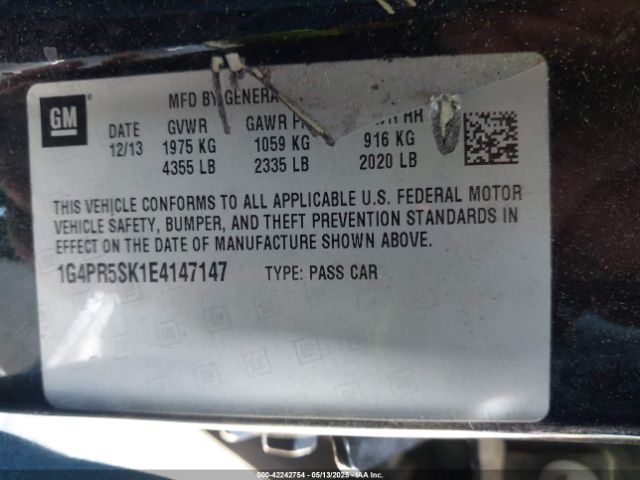 MFD BY GENERA
GM
DATE GVWR GAWR RR
12/13 1975 KG 1059 KG 916 KG
4355 LB 2335 LB 2020 LB
THIS VEHICLE CONFORMS TO ALL APPLICABLE U.S. FEDERAL MOTOR
VEHICLE SAFETY, BUMPER, AND THEFT PREVENTION STANDARDS IN
EFFECT ON THE DATE OF MANUFACTURE SHOWN ABOVE.
1G4PR5SK1E4147147 TYPE: PASS CAR
000-42242754 - 05/13/2025 - IAA Inc.